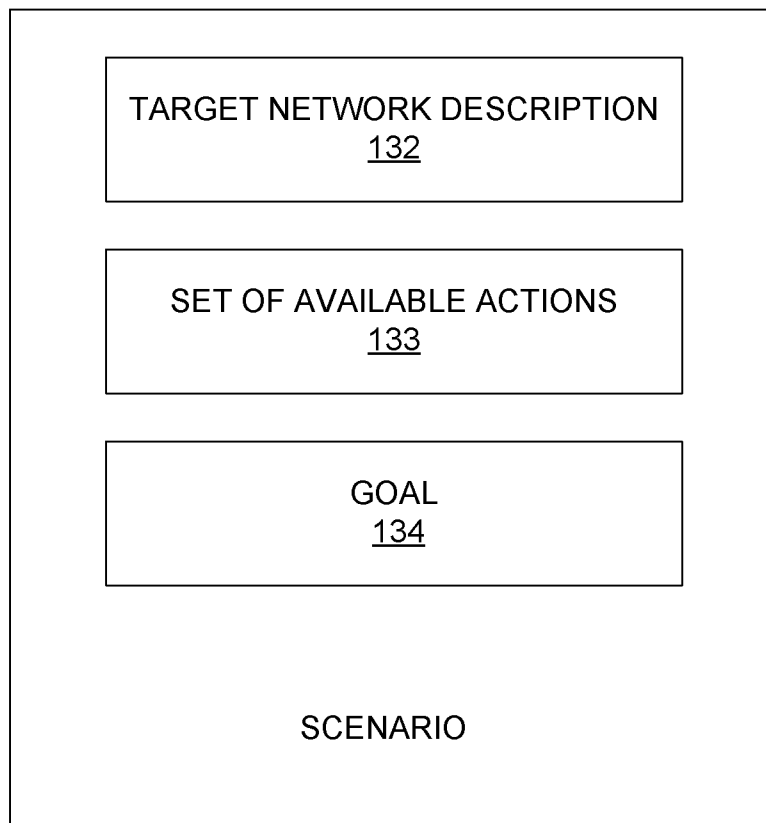 TARGET NETWORK DESCRIPTION
132
SET OF AVAILABLE ACTIONS
133
GOAL
134
SCENARIO